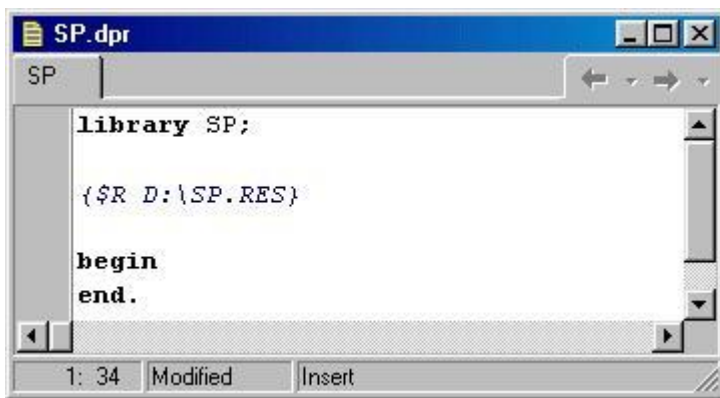 SP.dpr
SP
library SP;
{$R D:\SP.RES}
begin
end.
1: 34 Modified Insert